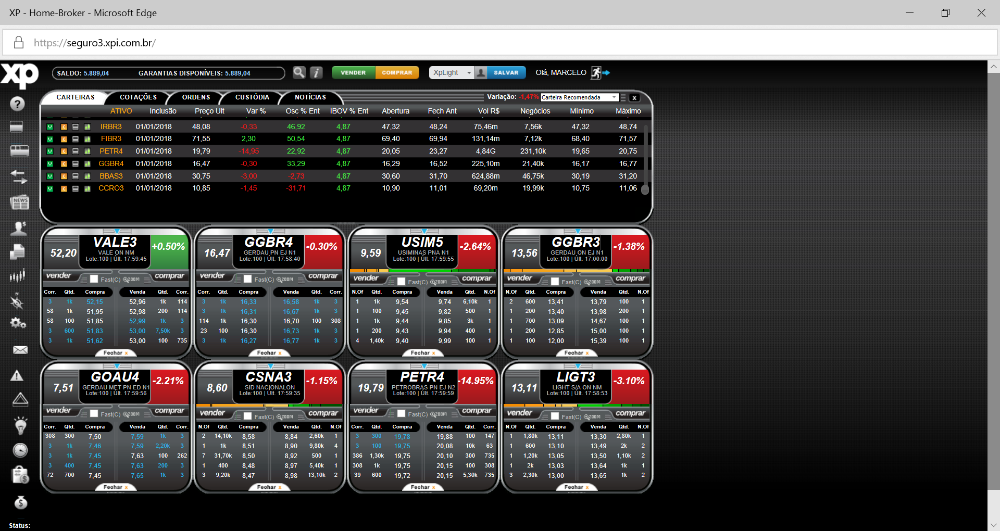 XP - Home-Broker - Microsoft Edge
https://seguro3.xpi.com.br/
xp
SALDO: 5.889,04 GARANTIAS DISPONÍVEIS: 5.889,04
VENDER COMPRAR
XpLight SALVAR
Olá, MARCELO
CARTEIRAS COTAÇÕES ORDENS CUSTÓDIA NOTÍCIAS
Variação: -1,47% Carteira Recomendada x
ATIVO Inclusão Preço Ult Var % Osc % Ent IBOV % Ent Abertura Fech Ant Vol R$ Negócios Mínimo Máximo
V C IRBR3 01/01/2018 48,08 -0,33 46,92 4,87 47,32 48,24 75,46m 7,56k 47,32 48,74
V C FIBR3 01/01/2018 71,55 2,30 50,54 4,87 69,40 69,94 131,14m 7,12k 68,40 71,57
V C PETR4 01/01/2018 19,79 -14,95 22,92 4,87 20,05 23,27 4,84G 231,10k 19,65 20,75
V C GGBR4 01/01/2018 16,47 -0,30 33,29 4,87 16,29 16,52 225,10m 21,40k 16,17 16,77
V C BBAS3 01/01/2018 30,75 -3,00 -2,73 4,87 30,60 31,70 624,88m 46,75k 30,19 31,20
V C CCRO3 01/01/2018 10,85 -1,45 -31,71 4,87 10,90 11,01 69,20m 19,99k 10,75 11,06
NEWS
52,20 VALE3 +0.50%
VALE ON NM
Lote:100 | Últ. 17:59:45
vender Fast(C) ZOOM comprar
Corr. Qtd. Compra Venda Qtd. Corr.
3 1k 52,15 52,96 1k 114
58 1k 51,95 52,98 200 114
58 100 51,85 52,99 1k 3
3 600 51,83 53,00 7,50k 3
3 1k 51,62 53,00 100 735
Fechar x
16,47 GGBR4 -0.30%
GERDAU PN EJ N1
Lote:100 | Últ. 17:58:40
vender Fast(C) ZOOM comprar
Corr. Qtd. Compra Venda Qtd. Corr.
3 1k 16,33 16,58 1k 3
3 1k 16,31 16,67 1k 3
114 1k 16,30 16,70 100 308
23 100 16,30 16,73 1k 3
3 1k 16,27 16,77 1k 3
Fechar x
9,59 USIM5 -2.64%
USIMINAS PNA N1
Lote:100 | Últ. 17:59:55
vender Fast(C) ZOOM comprar
N.Of Qtd. Compra Venda Qtd. N.Of
1 1k 9,54 9,74 6,10k 1
1 100 9,45 9,82 500 1
1 1k 9,44 9,85 3k 1
1 200 9,43 9,94 400 1
4 1,40k 9,40 9,99 100 1
Fechar x
13,56 GGBR3 -1.38%
GERDAU ON EJ N1
Lote:100 | Últ. 17:00:00
vender Fast(C) ZOOM comprar
N.Of Qtd. Compra Venda Qtd. N.Of
2 600 13,41 13,79 100 1
1 200 13,40 13,98 200 1
1 700 13,09 14,67 100 1
1 200 12,85 15,00 100 1
1 100 12,00 15,39 100 1
Fechar x
7,51 GOAU4 -2.21%
GERDAU MET PN ED N1
Lote:100 | Últ. 17:59:56
vender Fast(C) ZOOM comprar
Corr. Qtd. Compra Venda Qtd. Corr.
308 300 7,50 7,59 1k 3
3 1k 7,46 7,59 2,20k 3
3 1k 7,45 7,63 100 262
3 400 7,45 7,63 200 3
72 700 7,45 7,65 1k 3
Fechar x
8,60 CSNA3 -1.15%
SID NACIONALON
Lote:100 | Últ. 17:59:35
vender Fast(C) ZOOM comprar
N.Of Qtd. Compra Venda Qtd. N.Of
2 14,10k 8,58 8,84 2,60k 1
1 1k 8,51 8,90 9,80k 4
7 31,70k 8,50 8,92 500 1
1 400 8,48 8,97 5,40k 1
3 9,20k 8,47 8,98 13,10k 2
Fechar x
19,79 PETR4 -14.95%
PETROBRAS PN EJ N2
Lote:100 | Últ. 17:59:59
vender Fast(C) ZOOM comprar
Corr. Qtd. Compra Venda Qtd. Corr.
3 300 19,78 19,88 100 147
3 100 19,75 20,08 10k 63
386 1,30k 19,75 20,10 300 735
308 1k 19,75 20,15 100 308
39 600 19,72 20,15 5,30k 735
Fechar x
13,11 LIGT3 -3.10%
LIGHT S/A ON NM
Lote:100 | Últ. 17:58:53
vender Fast(C) ZOOM comprar
N.Of Qtd. Compra Venda Qtd. N.Of
1 1,80k 13,11 13,30 2,80k 1
1 600 13,10 13,49 2k 2
1 1,20k 13,05 13,50 1,10k 2
1 2k 13,03 13,64 1k 1
3 2,30k 13,00 13,65 1k 2
Fechar x
Status: